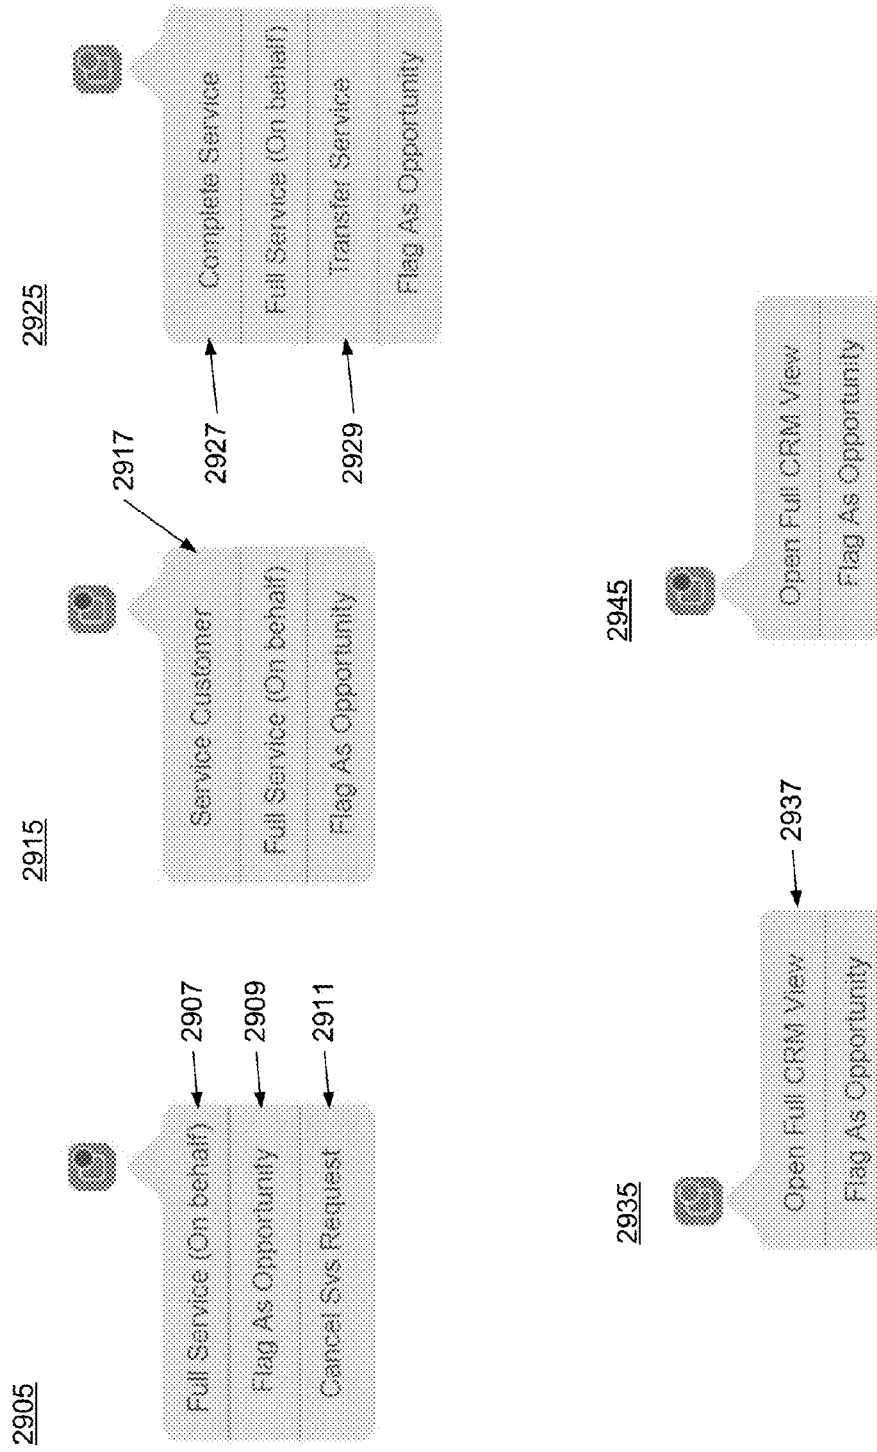 2905
Full Service (On behalf)
2907
Flag As Opportunity
2909
Cancel Svs Request
2911
2915
2917
Service Customer
Full Service (On behalf)
Flag As Opportunity
2925
Complete Service
2927
Full Service (On behalf)
Transfer Service
2929
Flag As Opportunity
2935
Open Full CRM View
2937
Flag As Opportunity
2945
Open Full CRM View
Flag As Opportunity